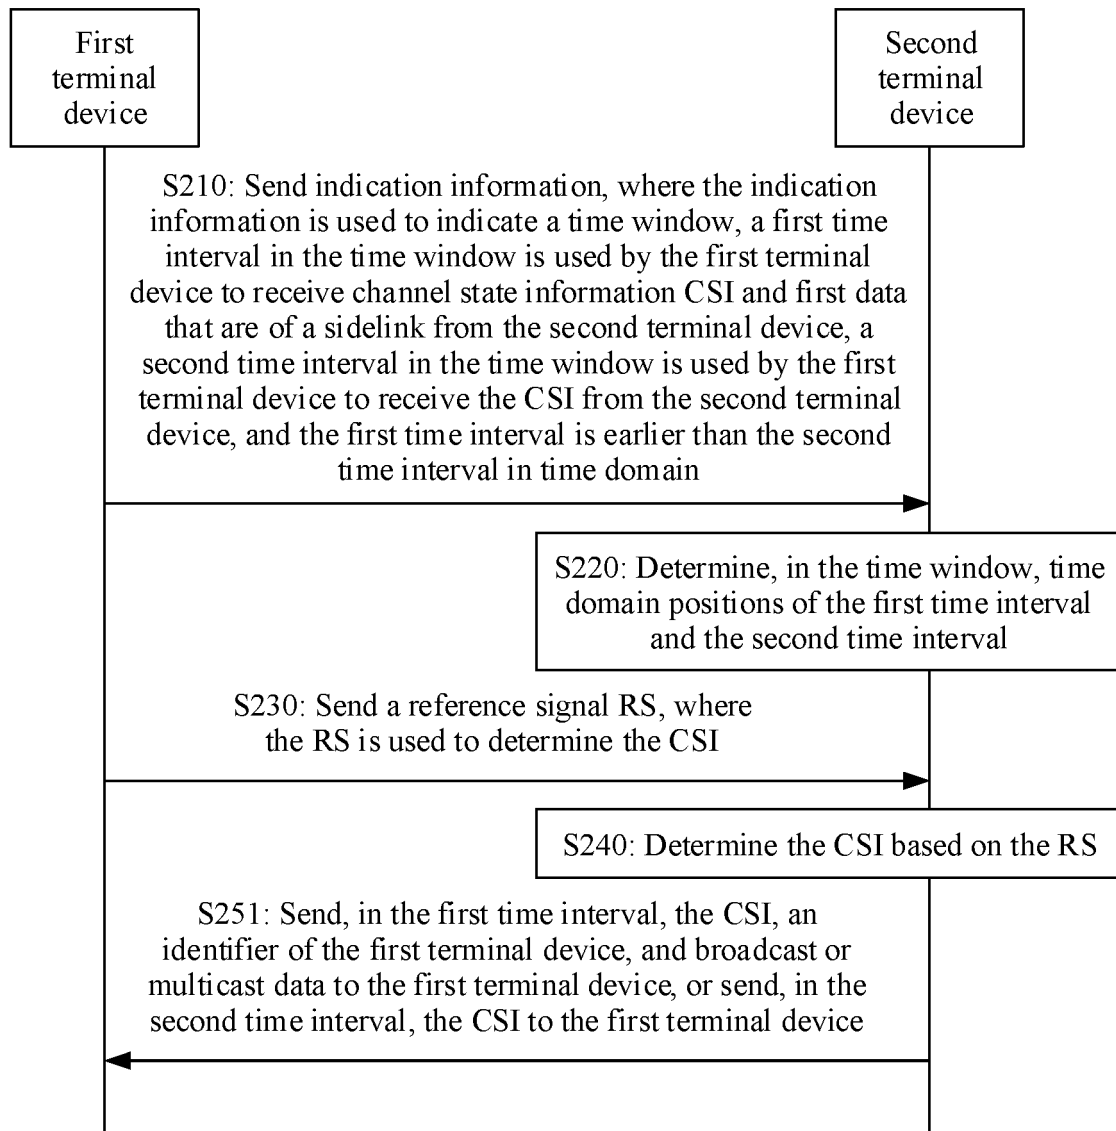 First
terminal
device
Second
terminal
device
S210: Send indication information, where the indication
information is used to indicate a time window, a first time
interval in the time window is used by the first terminal
device to receive channel state information CSI and first data
that are of a sidelink from the second terminal device, a
second time interval in the time window is used by the first
terminal device to receive the CSI from the second terminal
device, and the first time interval is earlier than the second
time interval in time domain
S220: Determine, in the time window, time
domain positions of the first time interval
and the second time interval
S230: Send a reference signal RS, where
the RS is used to determine the CSI
S240: Determine the CSI based on the RS
S251: Send, in the first time interval, the CSI, an
identifier of the first terminal device, and broadcast or
multicast data to the first terminal device, or send, in the
second time interval, the CSI to the first terminal device